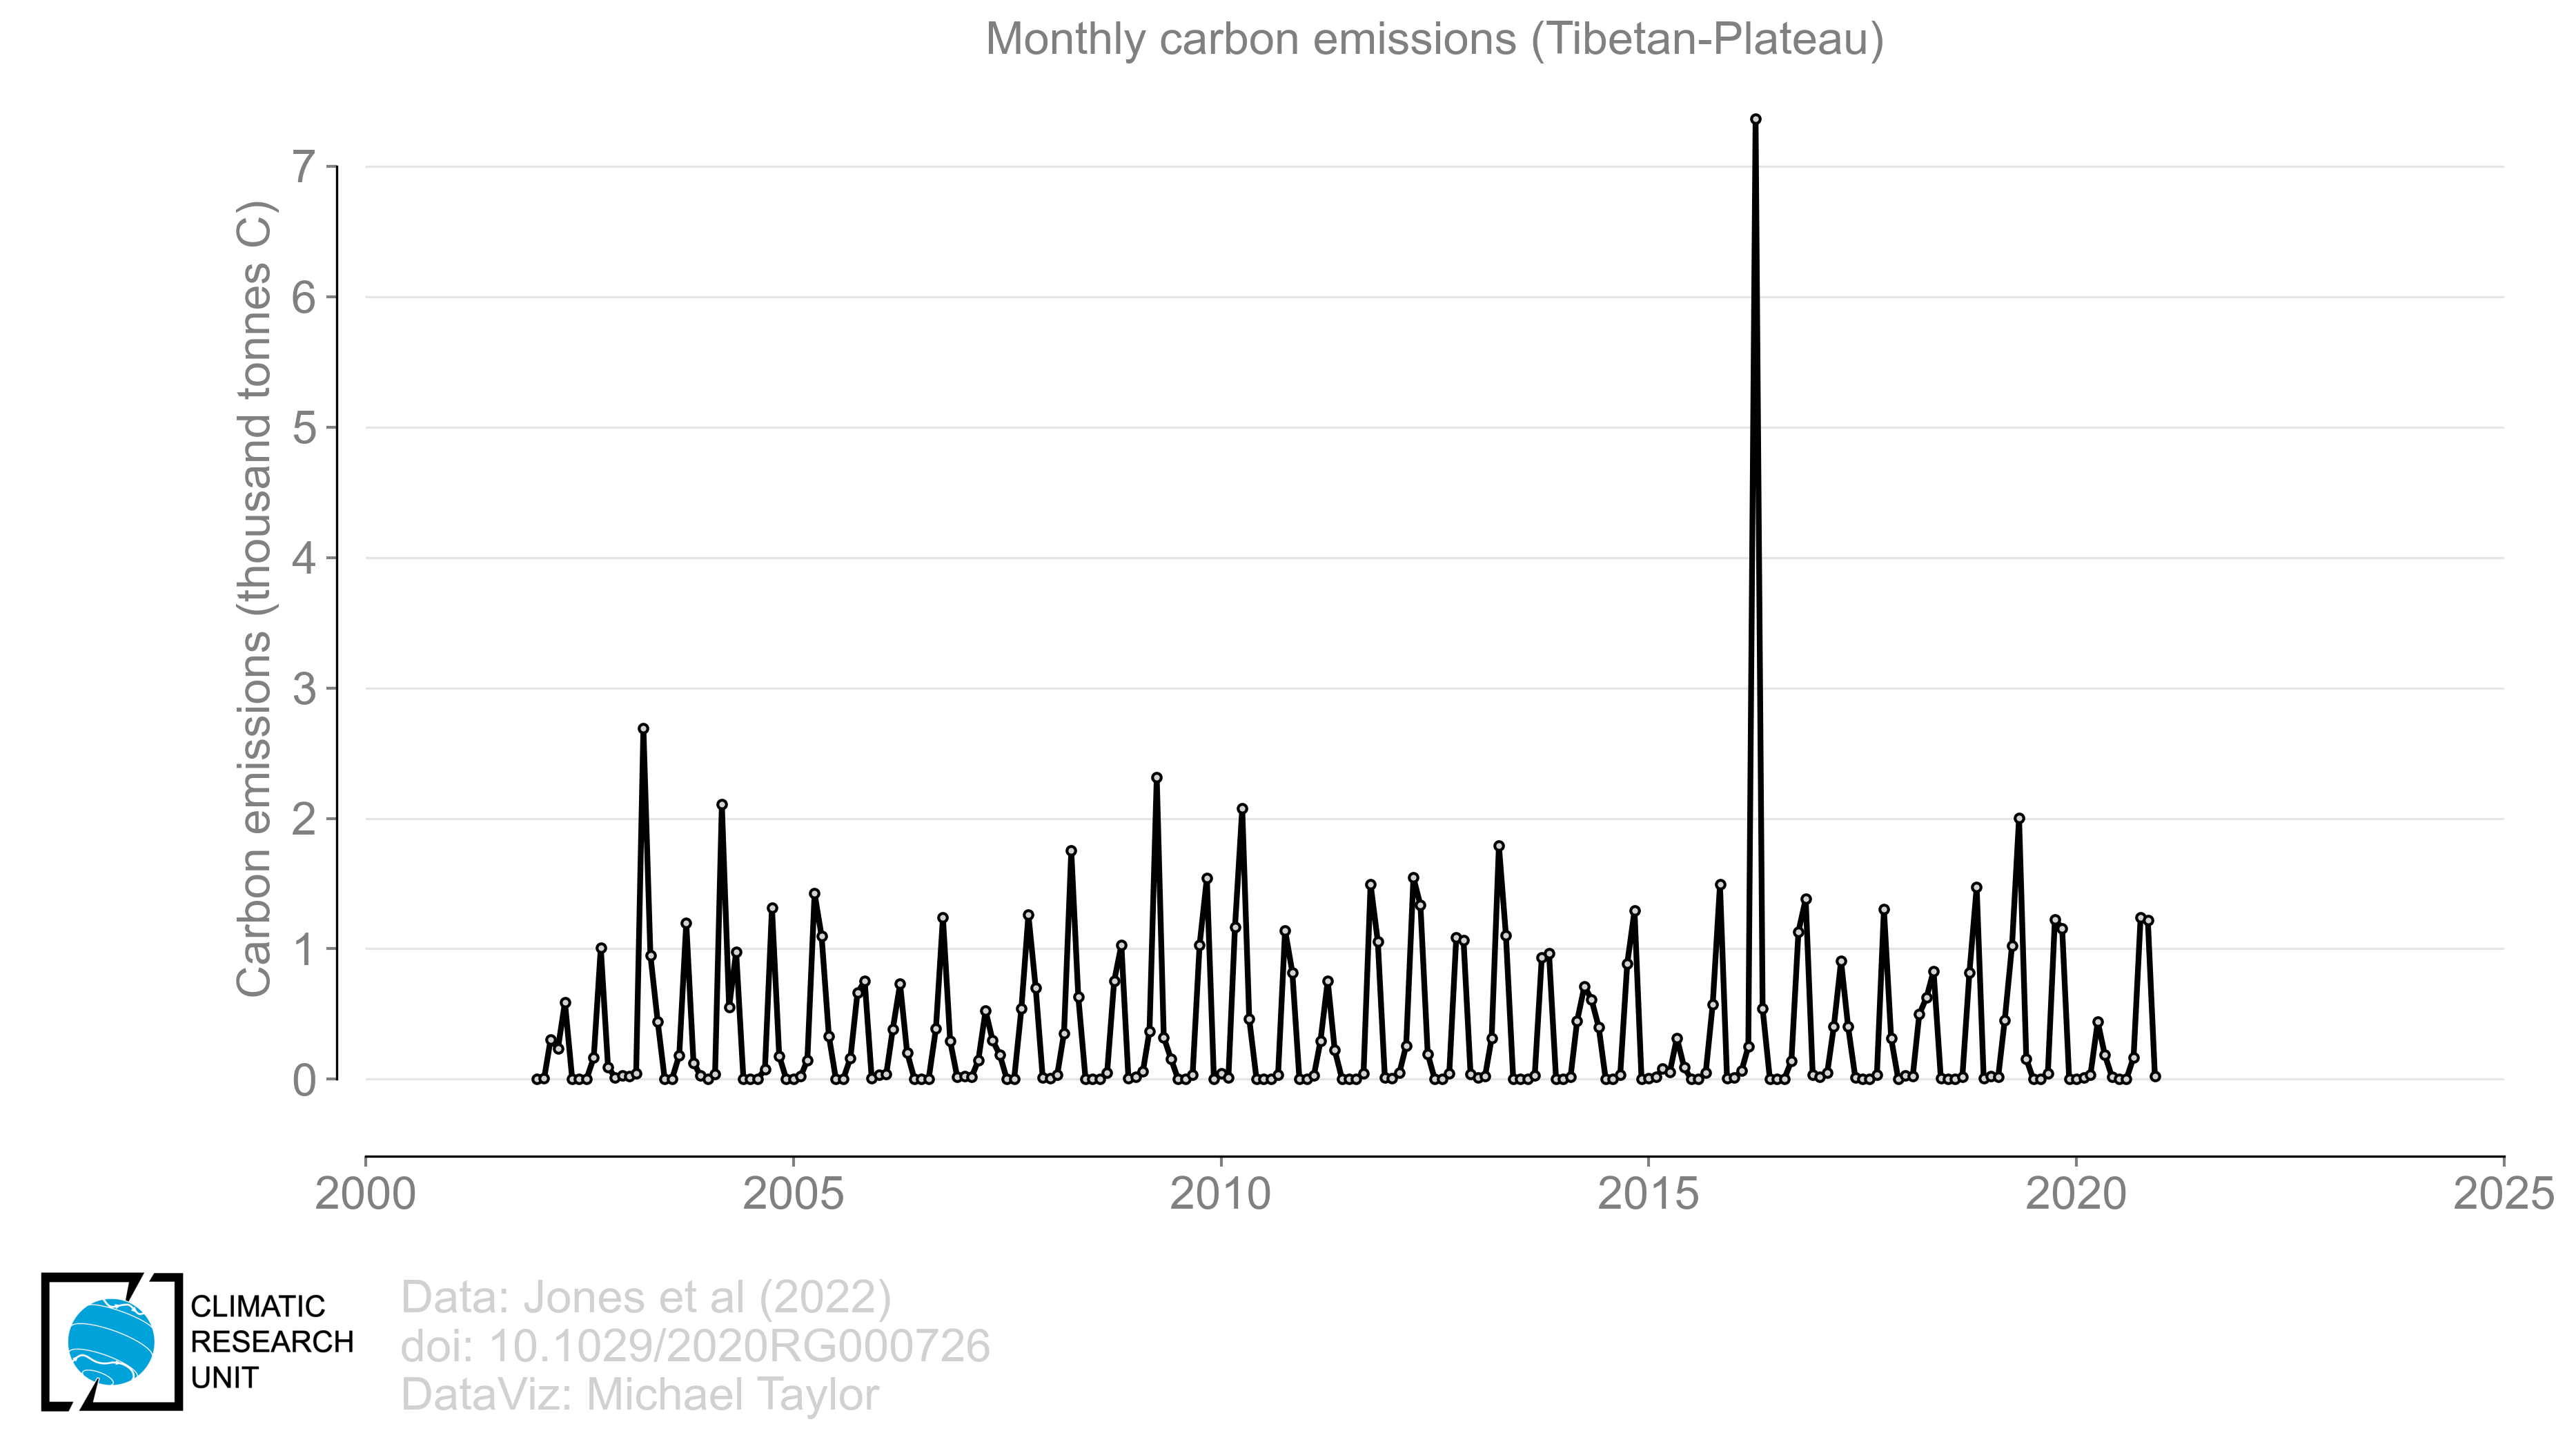 Monthly carbon emissions (Tibetan-Plateau)
Carbon emissions (thousand tonnes C)
7
6
5
4
3
2
1
0
2000 2005 2010 2015 2020 2025
CLIMATIC
RESEARCH
UNIT
Data: Jones et al (2022)
doi: 10.1029/2020RG000726
DataViz: Michael Taylor